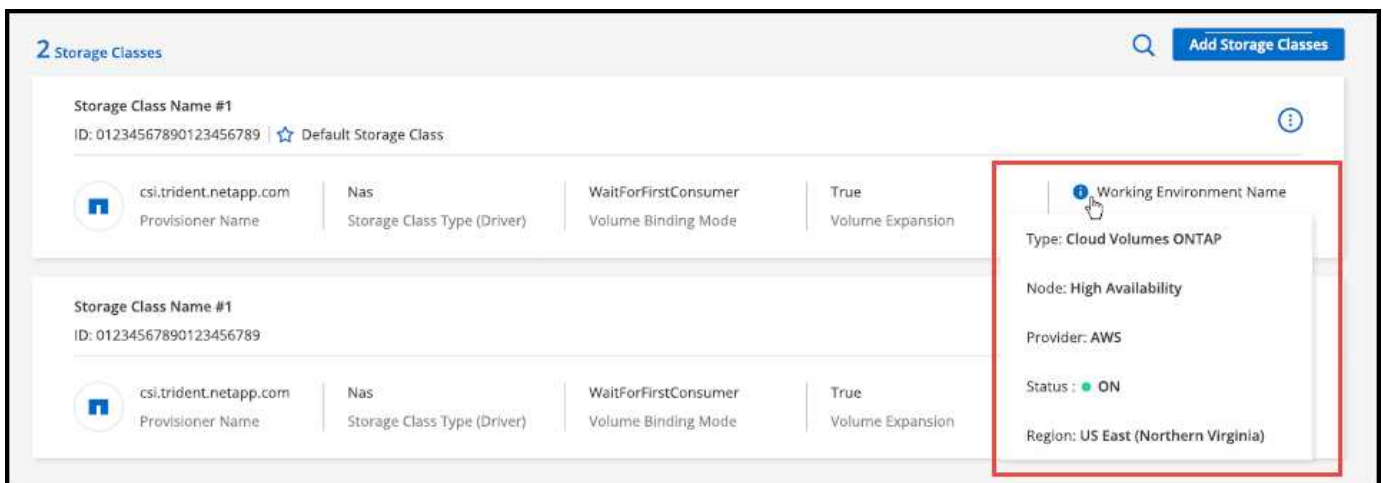 2 Storage Classes
Add Storage Classes
Storage Class Name #1
ID: 01234567890123456789 Default Storage Class
csi.trident.netapp.com Nas WaitForFirstConsumer True Working Environment Name
Provisioner Name Storage Class Type (Driver) Volume Binding Mode Volume Expansion
Type: Cloud Volumes ONTAP
Node: High Availability
Provider: AWS
Status : ON
Region: US East (Northern Virginia)
Storage Class Name #1
ID: 01234567890123456789
csi.trident.netapp.com Nas WaitForFirstConsumer True
Provisioner Name Storage Class Type (Driver) Volume Binding Mode Volume Expansion